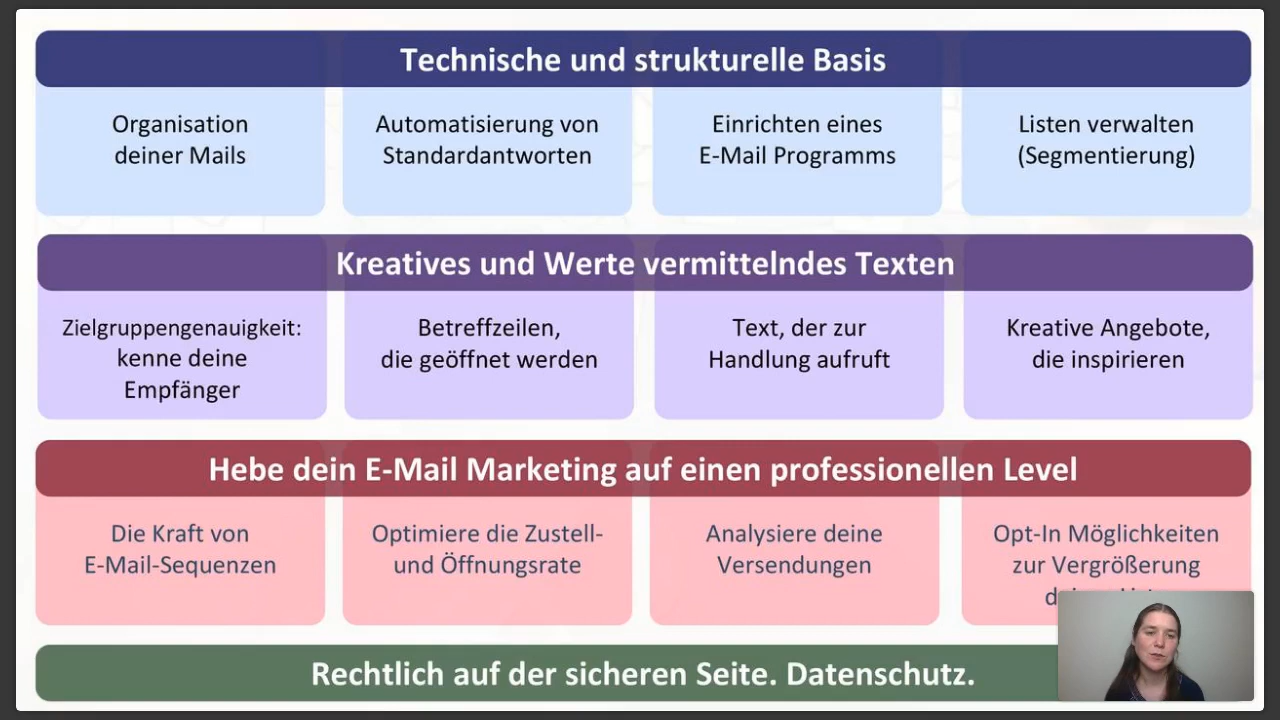 Technische und strukturelle Basis
Organisation
deiner Mails
Automatisierung von
Standardantworten
Einrichten eines
E-Mail Programms
Listen verwalten
(Segmentierung)
Kreatives und Werte vermittelndes Texten
Zielgruppengenauigkeit:
kenne deine
Empfänger
Betreffzeilen,
die geöffnet werden
Text, der zur
Handlung aufruft
Kreative Angebote,
die inspirieren
Hebe dein E-Mail Marketing auf einen professionellen Level
Die Kraft von
E-Mail-Sequenzen
Optimiere die Zustell-
und Öffnungsrate
Analysiere deine
Versendungen
Opt-In Möglichkeiten
zur Vergrößerung
Rechtlich auf der sicheren Seite. Datenschutz.